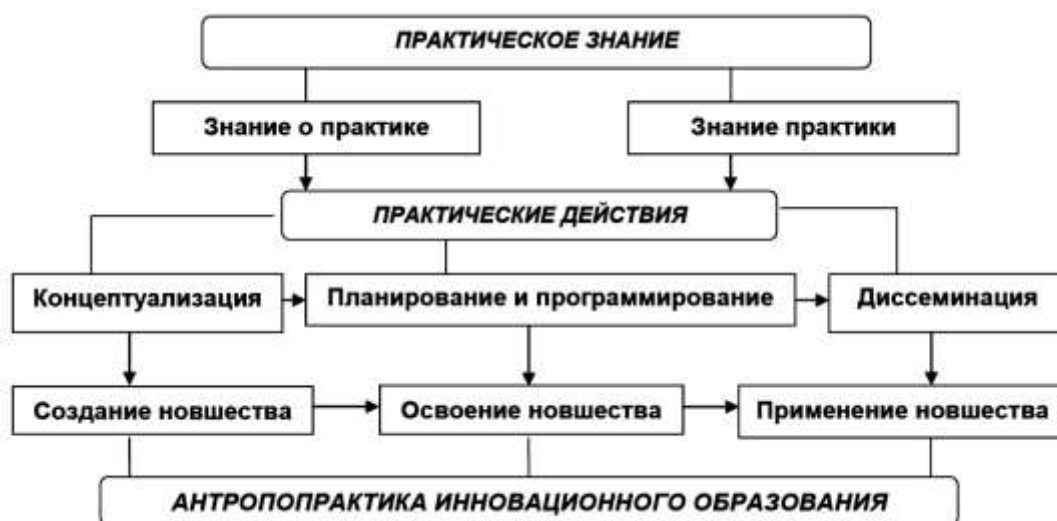 ПРАКТИЧЕСКОЕ ЗНАНИЕ
Знание о практике
Знание практики
ПРАКТИЧЕСКИЕ ДЕЙСТВИЯ
Концептуализация
Планирование и программирование
Диссеминация
Создание новшества
Освоение новшества
Применение новшества
АНТРОПОПРАКТИКА ИННОВАЦИОННОГО ОБРАЗОВАНИЯ